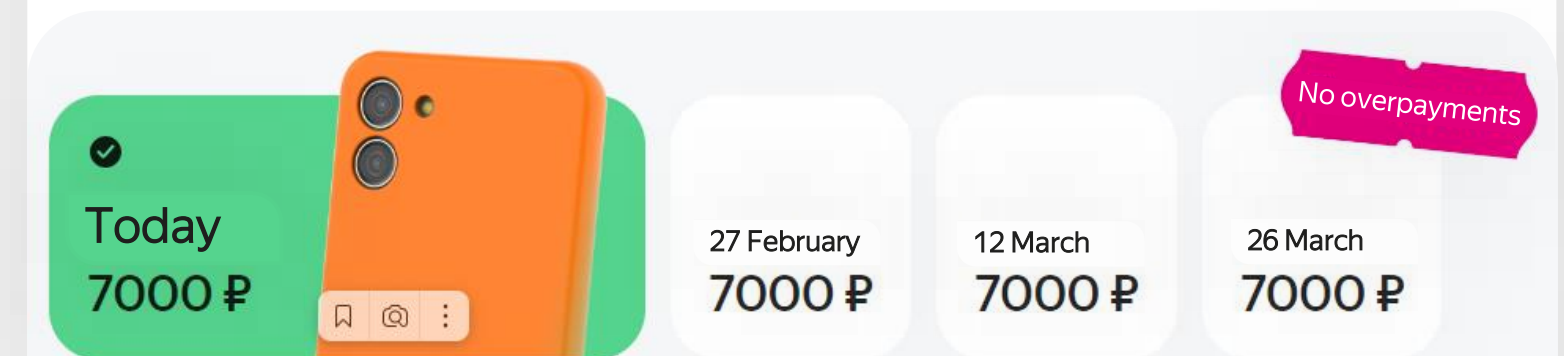 No overpayments
Today
7000 ₽
27 February
7000 ₽
12 March
7000 ₽
26 March
7000 ₽